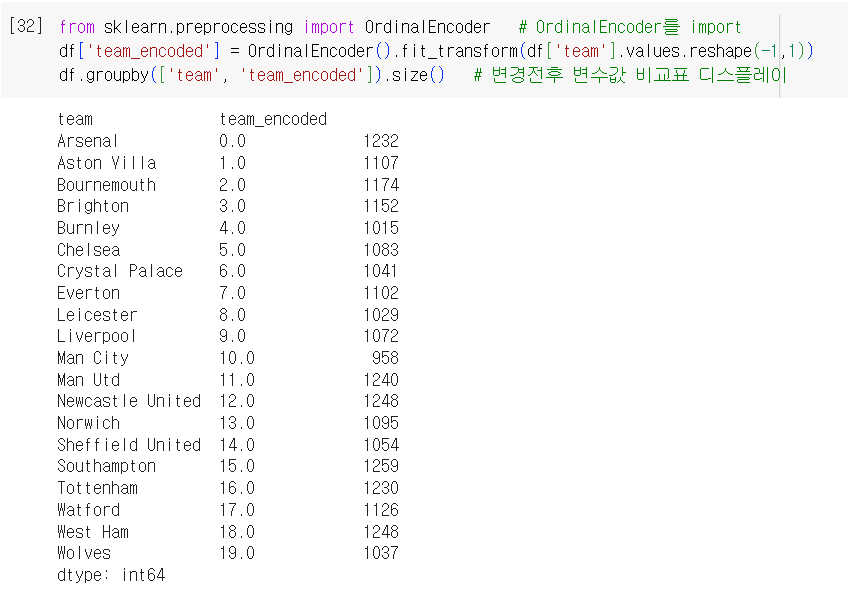 [32] from sklearn.preprocessing import OrdinalEncoder # OrdinalEncoder를 import
df['team_encoded'] = OrdinalEncoder().fit_transform(df['team'].values.reshape(-1,1))
df.groupby(['team', 'team_encoded']).size() # 변경전후 변수값 비교표 디스플레이
team team_encoded
Arsenal 0.0 1232
Aston Villa 1.0 1107
Bournemouth 2.0 1174
Brighton 3.0 1152
Burnley 4.0 1015
Chelsea 5.0 1083
Crystal Palace 6.0 1041
Everton 7.0 1102
Leicester 8.0 1029
Liverpool 9.0 1072
Man City 10.0 958
Man Utd 11.0 1240
Newcastle United 12.0 1248
Norwich 13.0 1095
Sheffield United 14.0 1054
Southampton 15.0 1259
Tottenham 16.0 1230
Watford 17.0 1126
West Ham 18.0 1248
Wolves 19.0 1037
dtype: int64